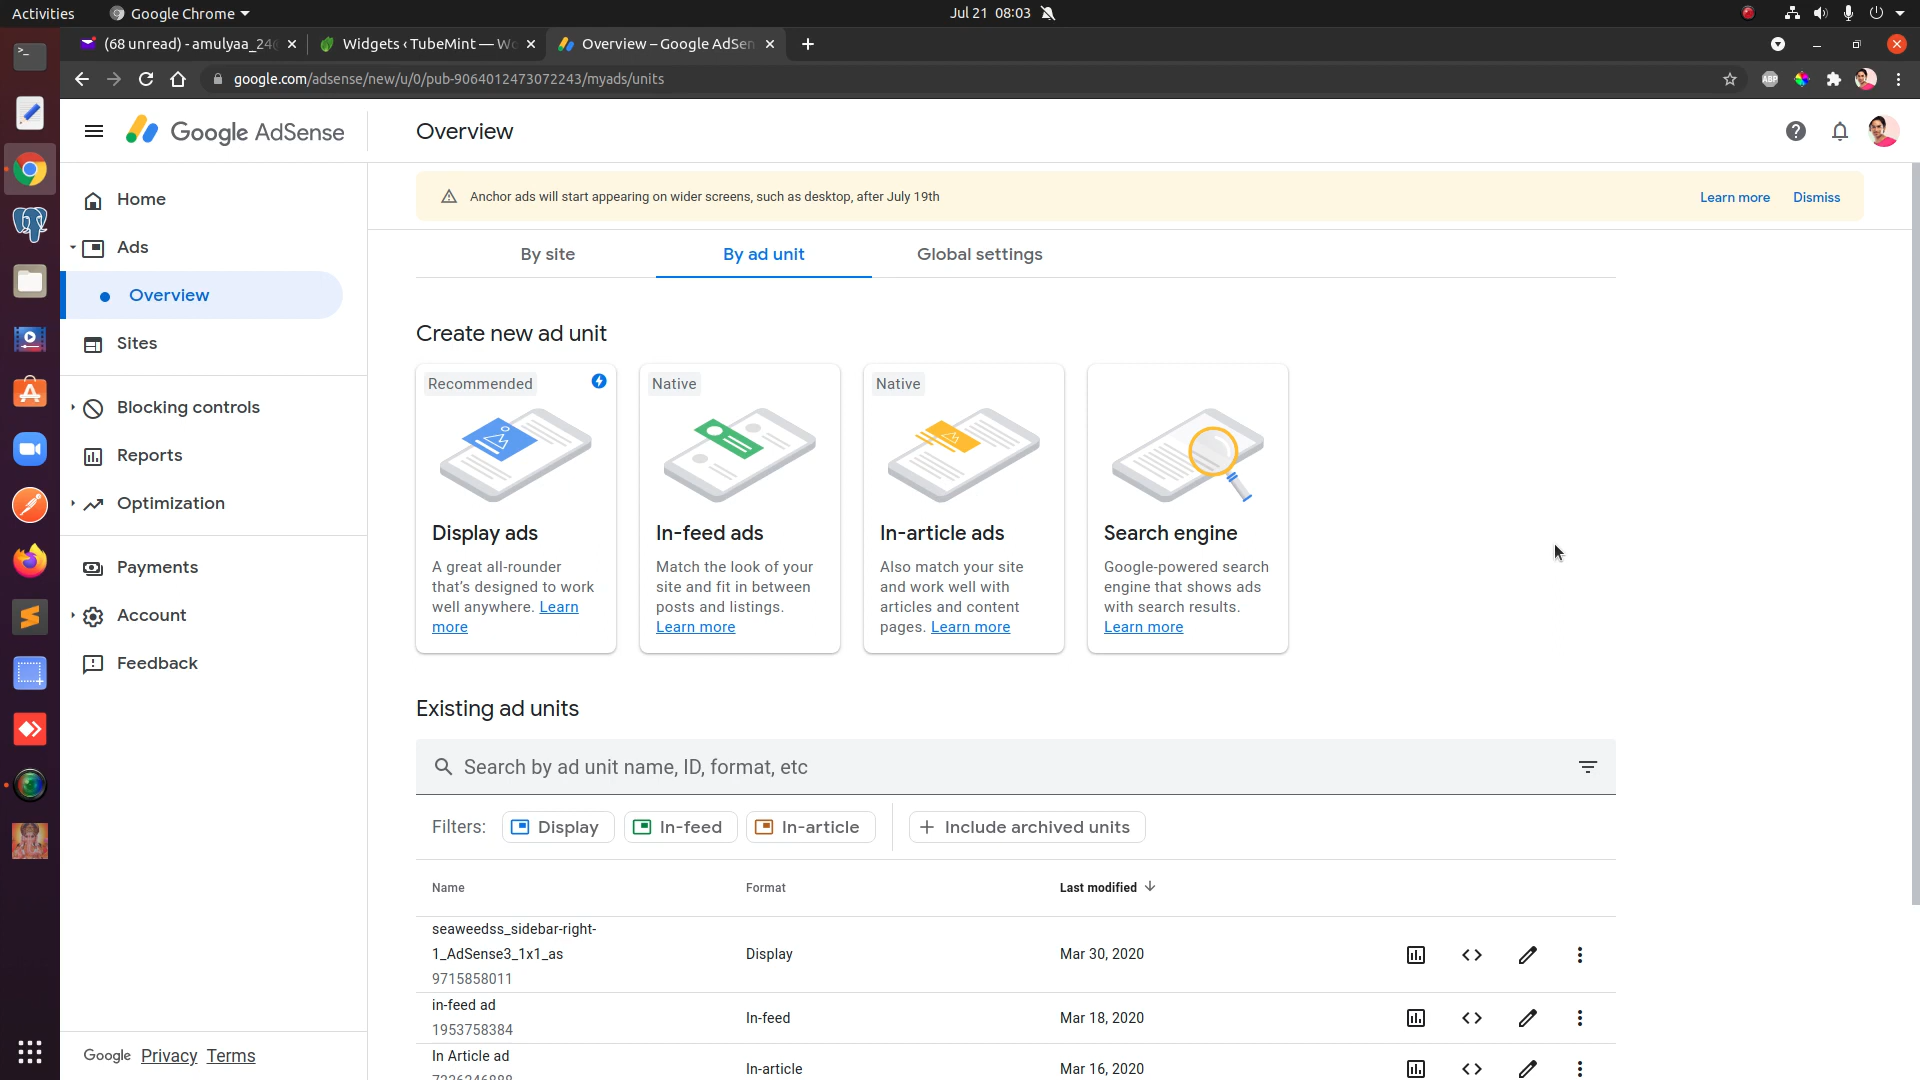 Activities
Google Chrome
Jul 21 08:03
(68 unread) - amulyaa_24
Widgets ‹ TubeMint — Wo
Overview – Google AdSen
google.com/adsense/new/u/0/pub-9064012473072243/myads/units
ABP
Google AdSense
Overview
Home
Ads
Overview
Sites
Blocking controls
Reports
Optimization
Payments
Account
Feedback
Google Privacy Terms
Anchor ads will start appearing on wider screens, such as desktop, after July 19th
Learn more
Dismiss
By site
By ad unit
Global settings
Create new ad unit
Recommended
Display ads
A great all-rounder
that's designed to work
well anywhere. Learn
more
Native
In-feed ads
Match the look of your
site and fit in between
posts and listings.
Learn more
Native
In-article ads
Also match your site
and work well with
articles and content
pages. Learn more
Search engine
Google-powered search
engine that shows ads
with search results.
Learn more
Existing ad units
Search by ad unit name, ID, format, etc
Filters:
Display
In-feed
In-article
Include archived units
Name
Format
Last modified
seaweedss_sidebar-right-
1_AdSense3_1x1_as
9715858011
Display
Mar 30, 2020
in-feed ad
1953758384
In-feed
Mar 18, 2020
In Article ad
In-article
Mar 16, 2020